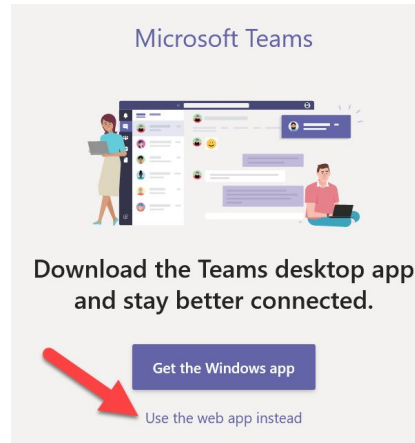 Microsoft Teams
Download the Teams desktop app
and stay better connected.
Get the Windows app
Use the web app instead